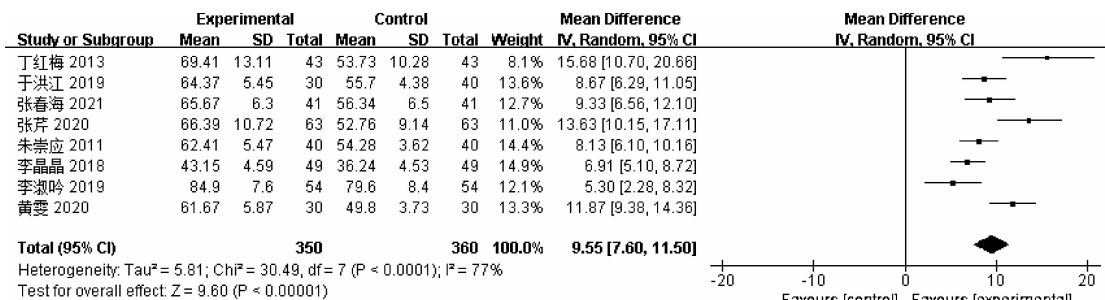 Experimental Control Mean Difference Mean Difference
Study or Subgroup Mean SD Total Mean SD Total Weight IV, Random, 95% CI IV, Random, 95% CI
丁红梅 2013 69.41 13.11 43 53.73 10.28 43 8.1% 15.68 [10.70, 20.66]
于洪江 2019 64.37 5.45 30 55.7 4.38 40 13.6% 8.67 [6.29, 11.05]
张春海 2021 65.67 6.3 41 56.34 6.5 41 12.7% 9.33 [6.56, 12.10]
张芹 2020 66.39 10.72 63 52.76 9.14 63 11.0% 13.63 [10.15, 17.11]
朱崇应 2011 62.41 5.47 40 54.28 3.62 40 14.4% 8.13 [6.10, 10.16]
李晶晶 2018 43.15 4.59 49 36.24 4.53 49 14.9% 6.91 [5.10, 8.72]
李淑吟 2019 84.9 7.6 54 79.6 8.4 54 12.1% 5.30 [2.28, 8.32]
黄雯 2020 61.67 5.87 30 49.8 3.73 30 13.3% 11.87 [9.38, 14.36]
Total (95% CI) 350 360 100.0% 9.55 [7.60, 11.50]
Heterogeneity: Tau² = 5.81; Chi² = 30.49, df = 7 (P < 0.0001); I² = 77%
Test for overall effect: Z = 9.60 (P < 0.00001)
-20 -10 0 10 20
Favours [control] Favours [experimental]